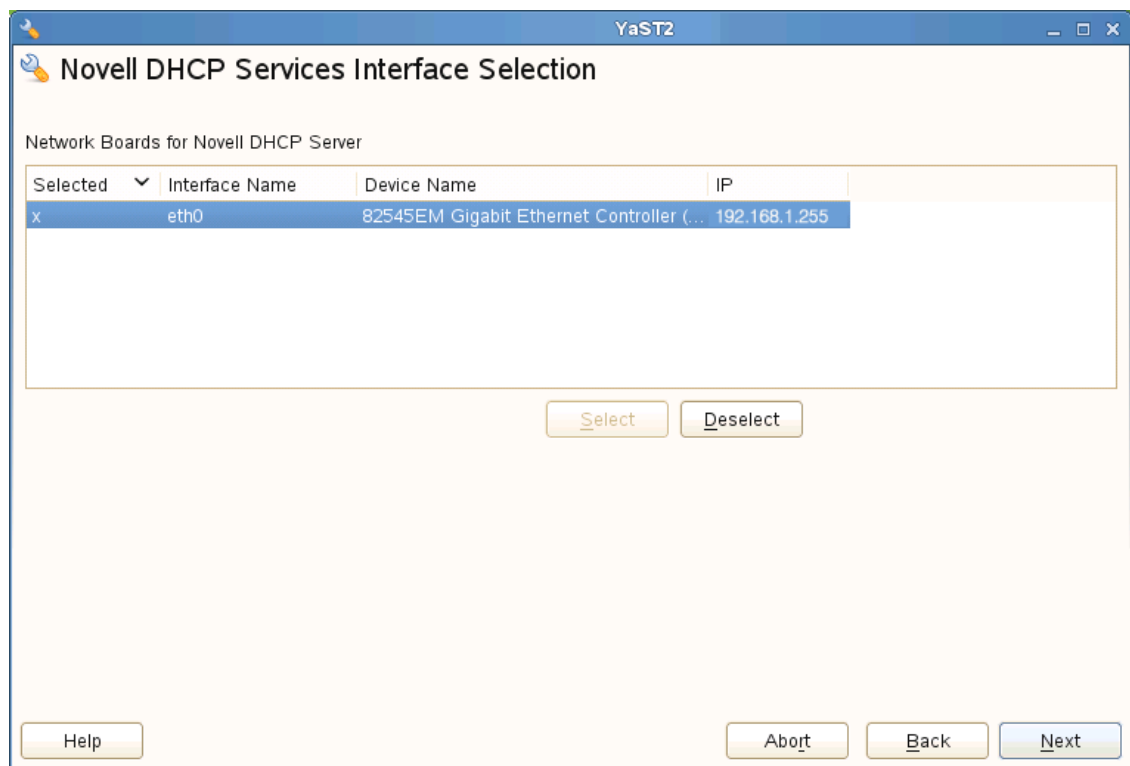 YaST2
Novell DHCP Services Interface Selection
Network Boards for Novell DHCP Server
Selected Interface Name Device Name IP
x eth0 82545EM Gigabit Ethernet Controller (... 192.168.1.255
Select Deselect
Help Abort Back Next